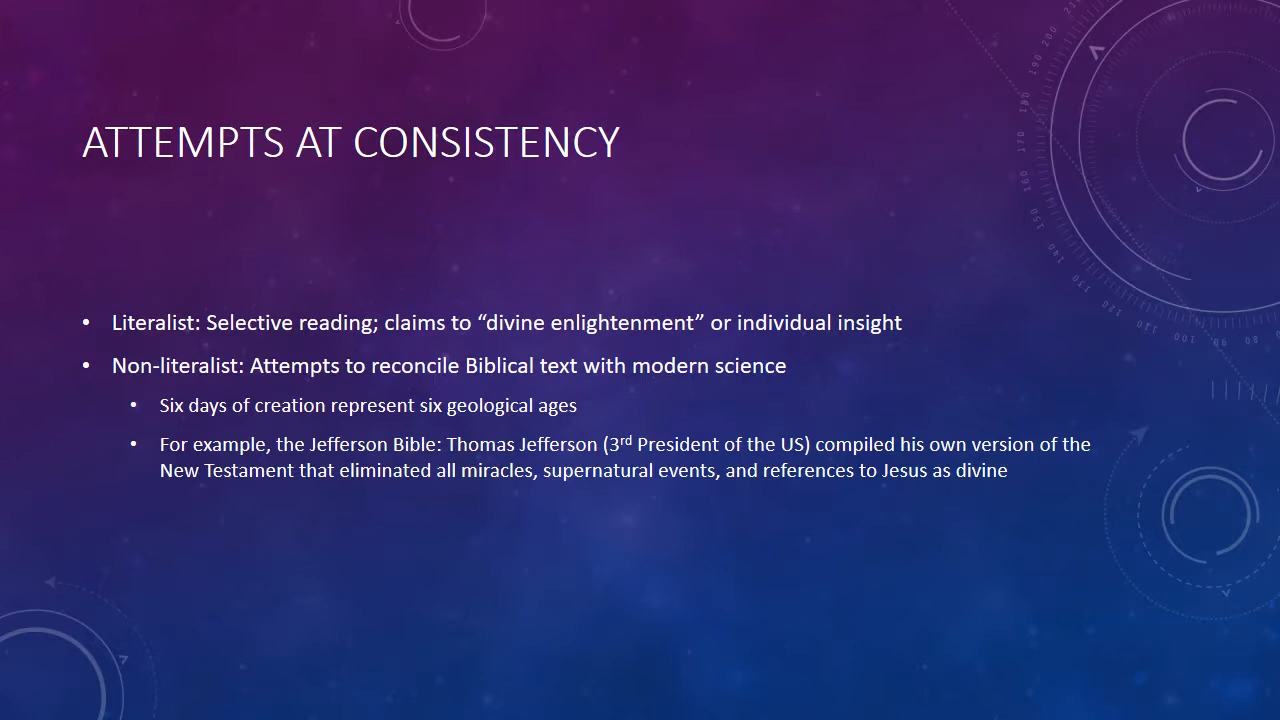 ATTEMPTS AT CONSISTENCY
• Literalist: Selective reading; claims to “divine enlightenment” or individual insight
• Non-literalist: Attempts to reconcile Biblical text with modern science
• Six days of creation represent six geological ages
• For example, the Jefferson Bible: Thomas Jefferson (3rd President of the US) compiled his own version of the
New Testament that eliminated all miracles, supernatural events, and references to Jesus as divine